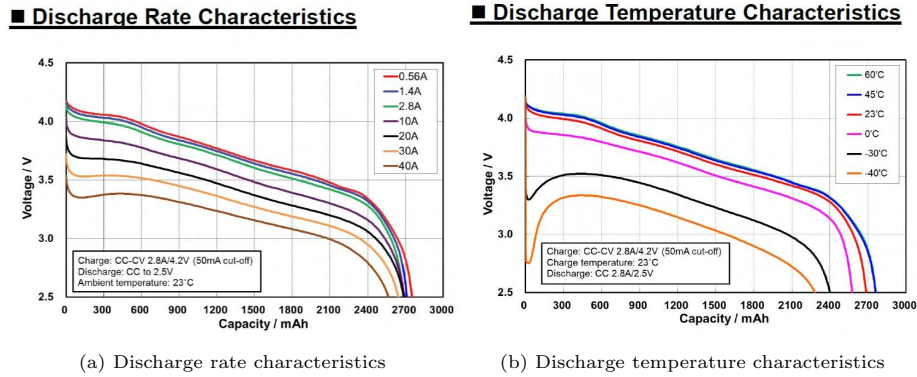 ■ Discharge Rate Characteristics
4.5
4.0
3.5
3.0
2.5
Voltage / V
0.56A
1.4A
2.8A
10A
20A
30A
40A
Charge: CC-CV 2.8A/4.2V (50mA cut-off)
Discharge: CC to 2.5V
Ambient temperature: 23°C
0 300 600 900 1200 1500 1800 2100 2400 2700 3000
Capacity / mAh
(a) Discharge rate characteristics
■ Discharge Temperature Characteristics
4.5
4.0
3.5
3.0
2.5
Voltage / V
60°C
45°C
23°C
0°C
-30°C
-40°C
Charge: CC-CV 2.8A/4.2V (50mA cut-off)
Charge temperature: 23°C
Discharge: CC 2.8A/2.5V
0 300 600 900 1200 1500 1800 2100 2400 2700 3000
Capacity / mAh
(b) Discharge temperature characteristics